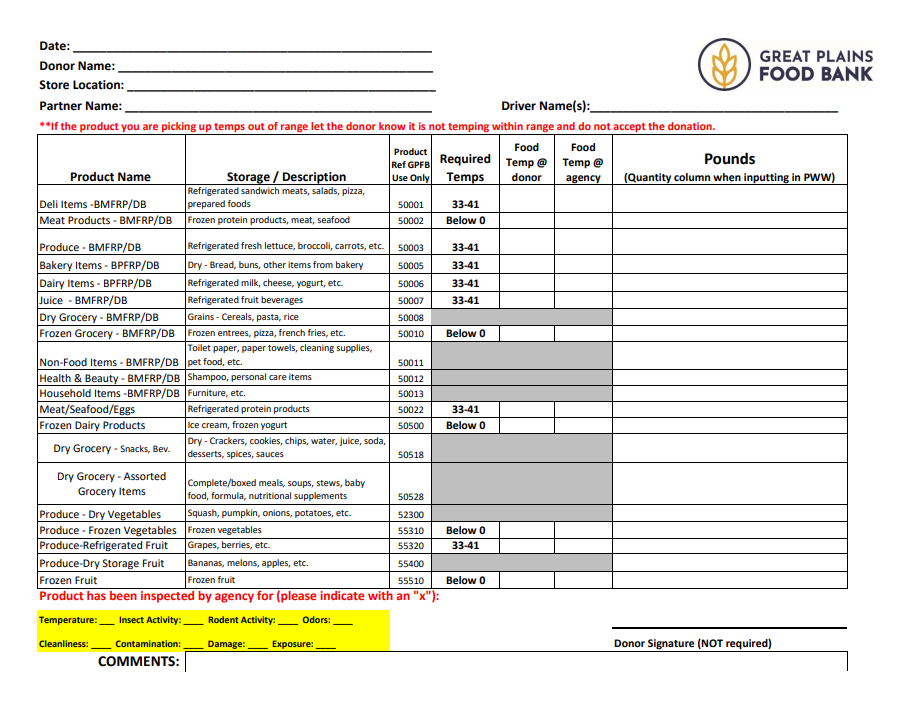 Date: ___________________________________________________
Donor Name: _____________________________________________
Store Location: ____________________________________________
Partner Name: ____________________________________________ Driver Name(s):___________________________________
GREAT PLAINS
FOOD BANK
**If the product you are picking up temps out of range let the donor know it is not temping within range and do not accept the donation.
Product Name Storage / Description Product Ref GPFB Use Only Required Temps Food Temp @ donor Food Temp @ agency Pounds (Quantity column when inputting in PWW)
Deli Items -BMFRP/DB Refrigerated sandwich meats, salads, pizza, prepared foods 50001 33-41
Meat Products - BMFRP/DB Frozen protein products, meat, seafood 50002 Below 0
Produce - BMFRP/DB Refrigerated fresh lettuce, broccoli, carrots, etc. 50003 33-41
Bakery Items - BPFRP/DB Dry - Bread, buns, other items from bakery 50005 33-41
Dairy Items - BPFRP/DB Refrigerated milk, cheese, yogurt, etc. 50006 33-41
Juice - BMFRP/DB Refrigerated fruit beverages 50007 33-41
Dry Grocery - BMFRP/DB Grains - Cereals, pasta, rice 50008
Frozen Grocery - BMFRP/DB Frozen entrees, pizza, french fries, etc. 50010 Below 0
Non-Food Items - BMFRP/DB Toilet paper, paper towels, cleaning supplies, pet food, etc. 50011
Health & Beauty - BMFRP/DB Shampoo, personal care items 50012
Household Items -BMFRP/DB Furniture, etc. 50013
Meat/Seafood/Eggs Refrigerated protein products 50022 33-41
Frozen Dairy Products Ice cream, frozen yogurt 50500 Below 0
Dry Grocery - Snacks, Bev. Dry - Crackers, cookies, chips, water, juice, soda, desserts, spices, sauces 50518
Dry Grocery - Assorted Grocery Items Complete/boxed meals, soups, stews, baby food, formula, nutritional supplements 50528
Produce - Dry Vegetables Squash, pumpkin, onions, potatoes, etc. 52300
Produce - Frozen Vegetables Frozen vegetables 55310 Below 0
Produce-Refrigerated Fruit Grapes, berries, etc. 55320 33-41
Produce-Dry Storage Fruit Bananas, melons, apples, etc. 55400
Frozen Fruit Frozen fruit 55510 Below 0
Product has been inspected by agency for (please indicate with an "x"):
Temperature: ___ Insect Activity: ____ Rodent Activity: ____ Odors: ____
Cleanliness: ____ Contamination: ____ Damage: ____ Exposure: ____
Donor Signature (NOT required)
COMMENTS: